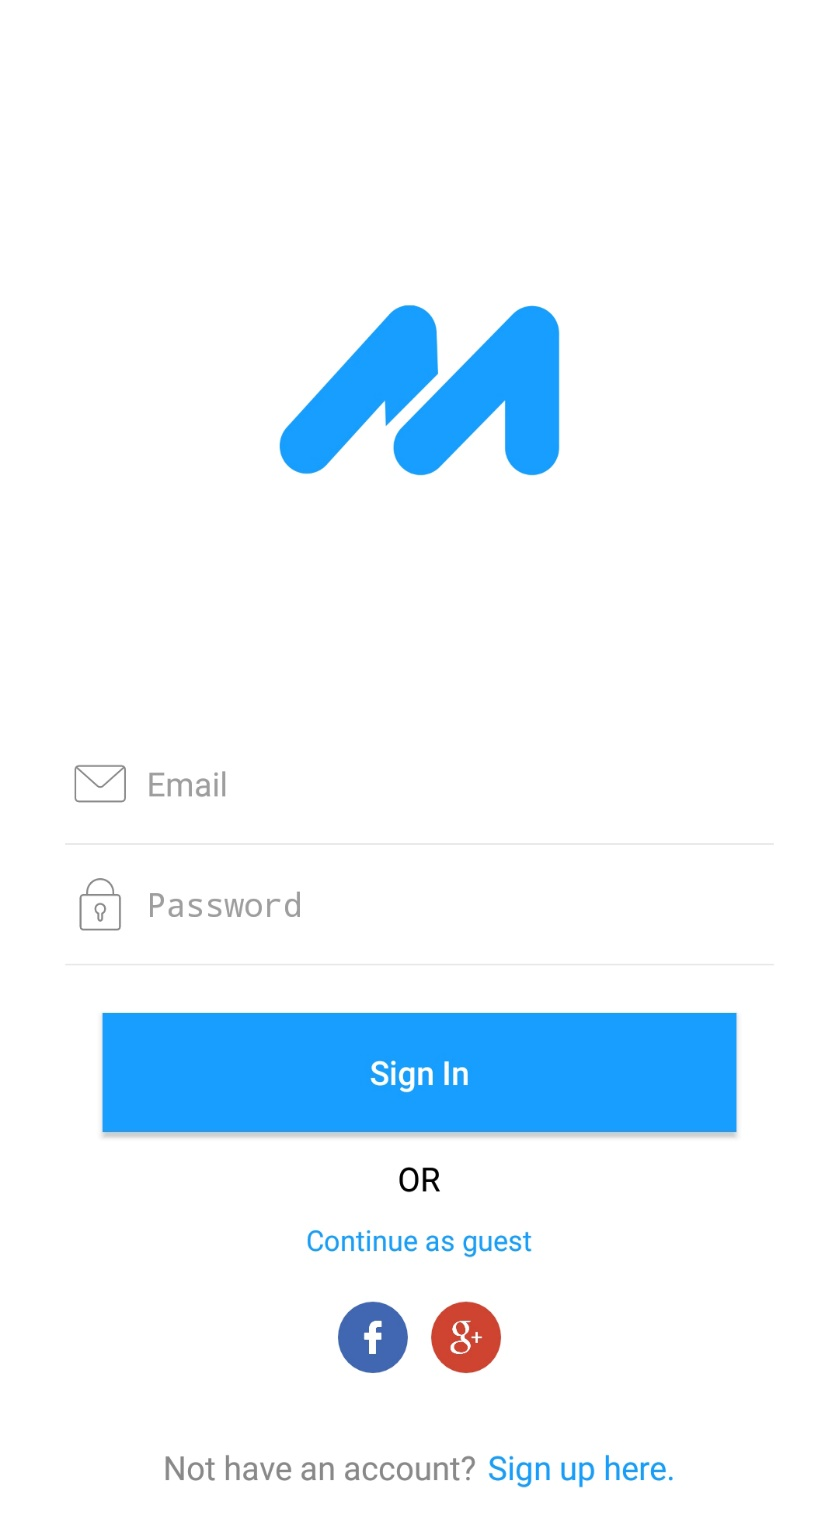 Email
Password
Sign In
OR
Continue as guest
f g+
Not have an account? Sign up here.